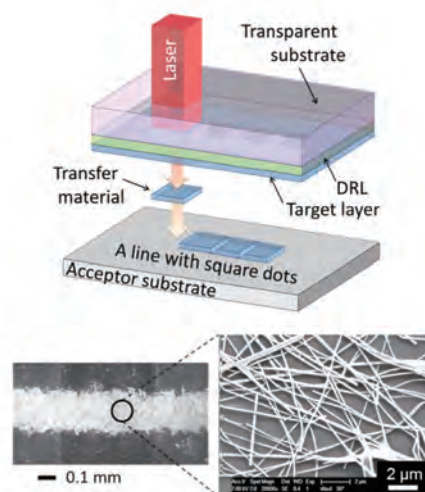 Transparent
substrate
Laser
Transfer
material
DRL
Target layer
A line with square dots
Acceptor substrate
0.1 mm
2 μm